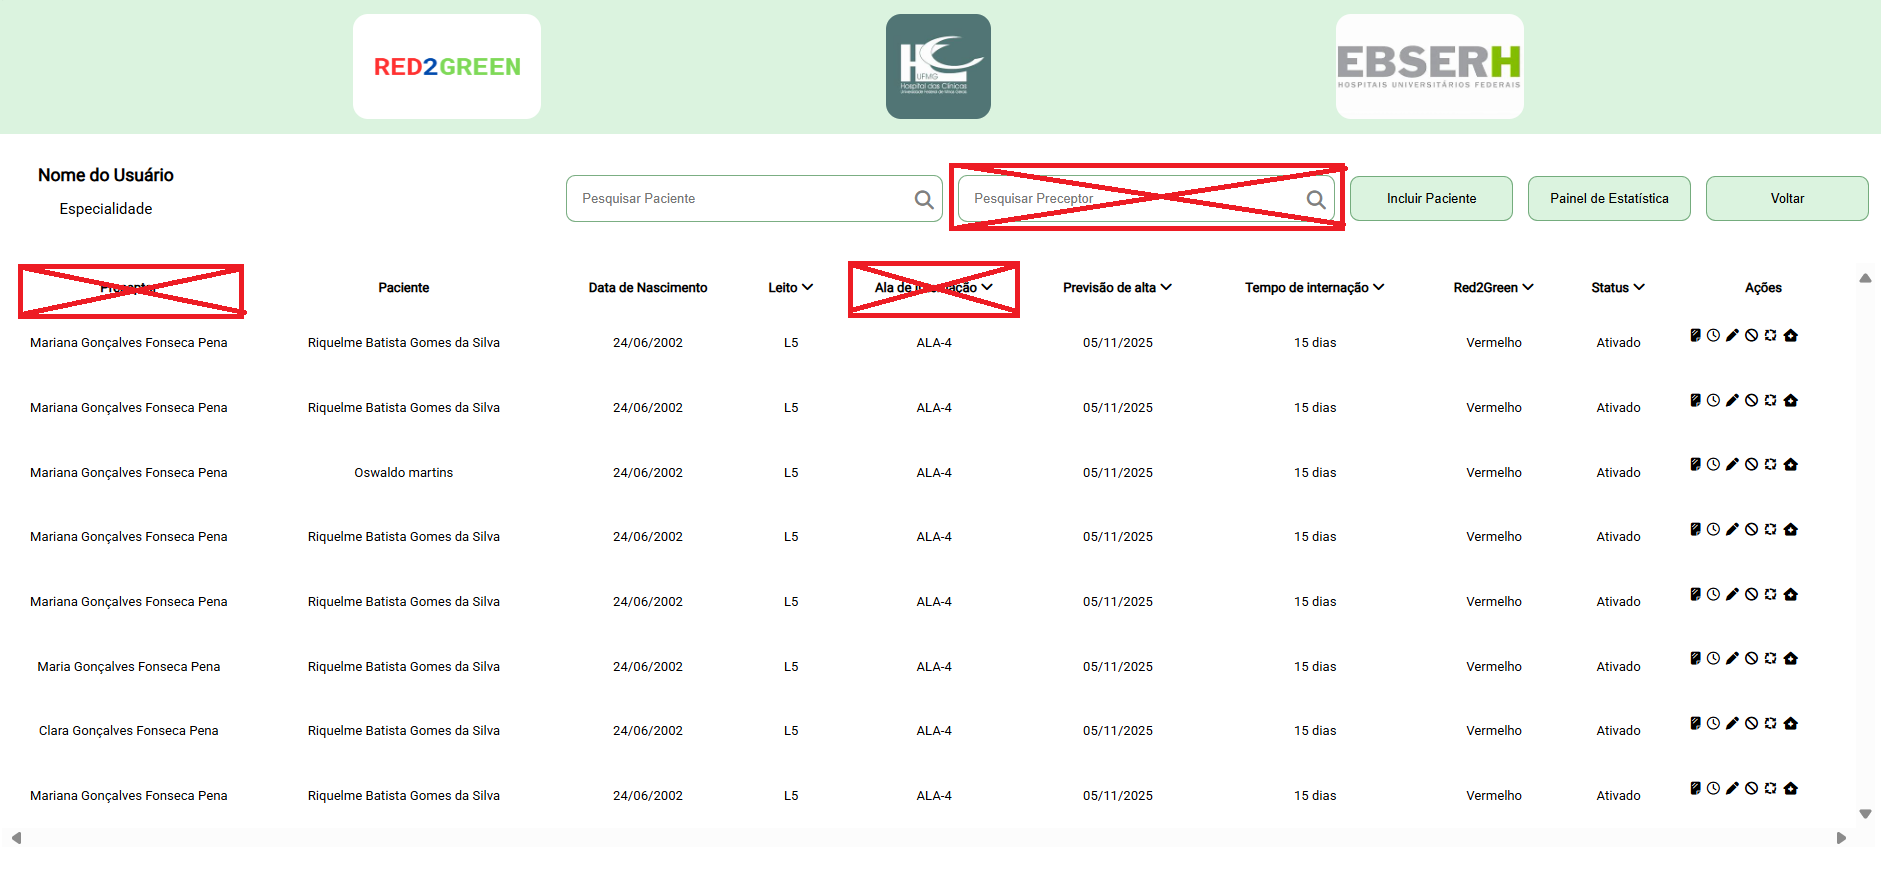 RED2GREEN
HC
UFMG
Hospital das Clínicas
Universidade Federal de Minas Gerais
EBSERH
HOSPITAIS UNIVERSITÁRIOS FEDERAIS
Nome do Usuário
Especialidade
Pesquisar Paciente
Pesquisar Preceptor
Incluir Paciente
Painel de Estatística
Voltar
Preceptor Paciente Data de Nascimento Leito Ala de Internação Previsão de alta Tempo de internação Red2Green Status Ações
Mariana Gonçalves Fonseca Pena Riquelme Batista Gomes da Silva 24/06/2002 L5 ALA-4 05/11/2025 15 dias Vermelho Ativado
Mariana Gonçalves Fonseca Pena Riquelme Batista Gomes da Silva 24/06/2002 L5 ALA-4 05/11/2025 15 dias Vermelho Ativado
Mariana Gonçalves Fonseca Pena Oswaldo martins 24/06/2002 L5 ALA-4 05/11/2025 15 dias Vermelho Ativado
Mariana Gonçalves Fonseca Pena Riquelme Batista Gomes da Silva 24/06/2002 L5 ALA-4 05/11/2025 15 dias Vermelho Ativado
Mariana Gonçalves Fonseca Pena Riquelme Batista Gomes da Silva 24/06/2002 L5 ALA-4 05/11/2025 15 dias Vermelho Ativado
Maria Gonçalves Fonseca Pena Riquelme Batista Gomes da Silva 24/06/2002 L5 ALA-4 05/11/2025 15 dias Vermelho Ativado
Clara Gonçalves Fonseca Pena Riquelme Batista Gomes da Silva 24/06/2002 L5 ALA-4 05/11/2025 15 dias Vermelho Ativado
Mariana Gonçalves Fonseca Pena Riquelme Batista Gomes da Silva 24/06/2002 L5 ALA-4 05/11/2025 15 dias Vermelho Ativado